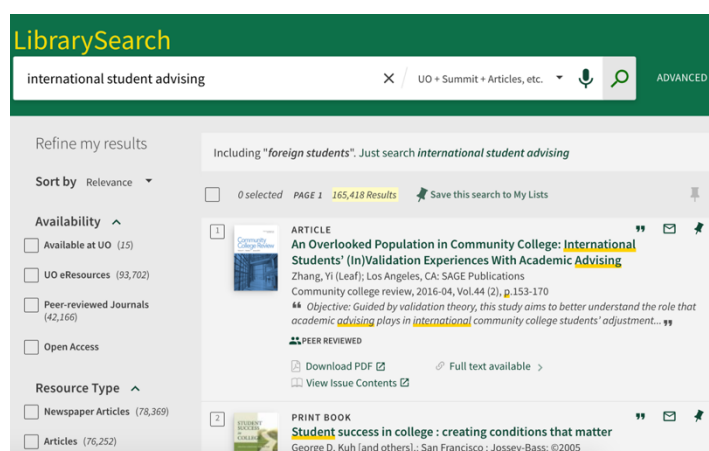 LibrarySearch
international student advising
UO + Summit + Articles, etc.
ADVANCED
Refine my results
Sort by Relevance
Availability
Available at UO (15)
UO eResources (93,702)
Peer-reviewed Journals
(42,166)
Open Access
Resource Type
Newspaper Articles (78,369)
Articles (76,252)
Including "foreign students". Just search international student advising
0 selected PAGE 1 165,418 Results Save this search to My Lists
1
Community
College Review
ARTICLE
An Overlooked Population in Community College: International
Students’ (In)Validation Experiences With Academic Advising
Zhang, Yi (Leaf); Los Angeles, CA: SAGE Publications
Community college review, 2016-04, Vol.44 (2), p.153-170
“ Objective: Guided by validation theory, this study aims to better understand the role that
academic advising plays in international community college students’ adjustment... ”
PEER REVIEWED
Download PDF
Full text available >
View Issue Contents
2
STUDENT
SUCCESS
IN
COLLEGE
PRINT BOOK
Student success in college : creating conditions that matter
George D. Kuh [and others].; San Francisco : Jossey-Bass; ©2005